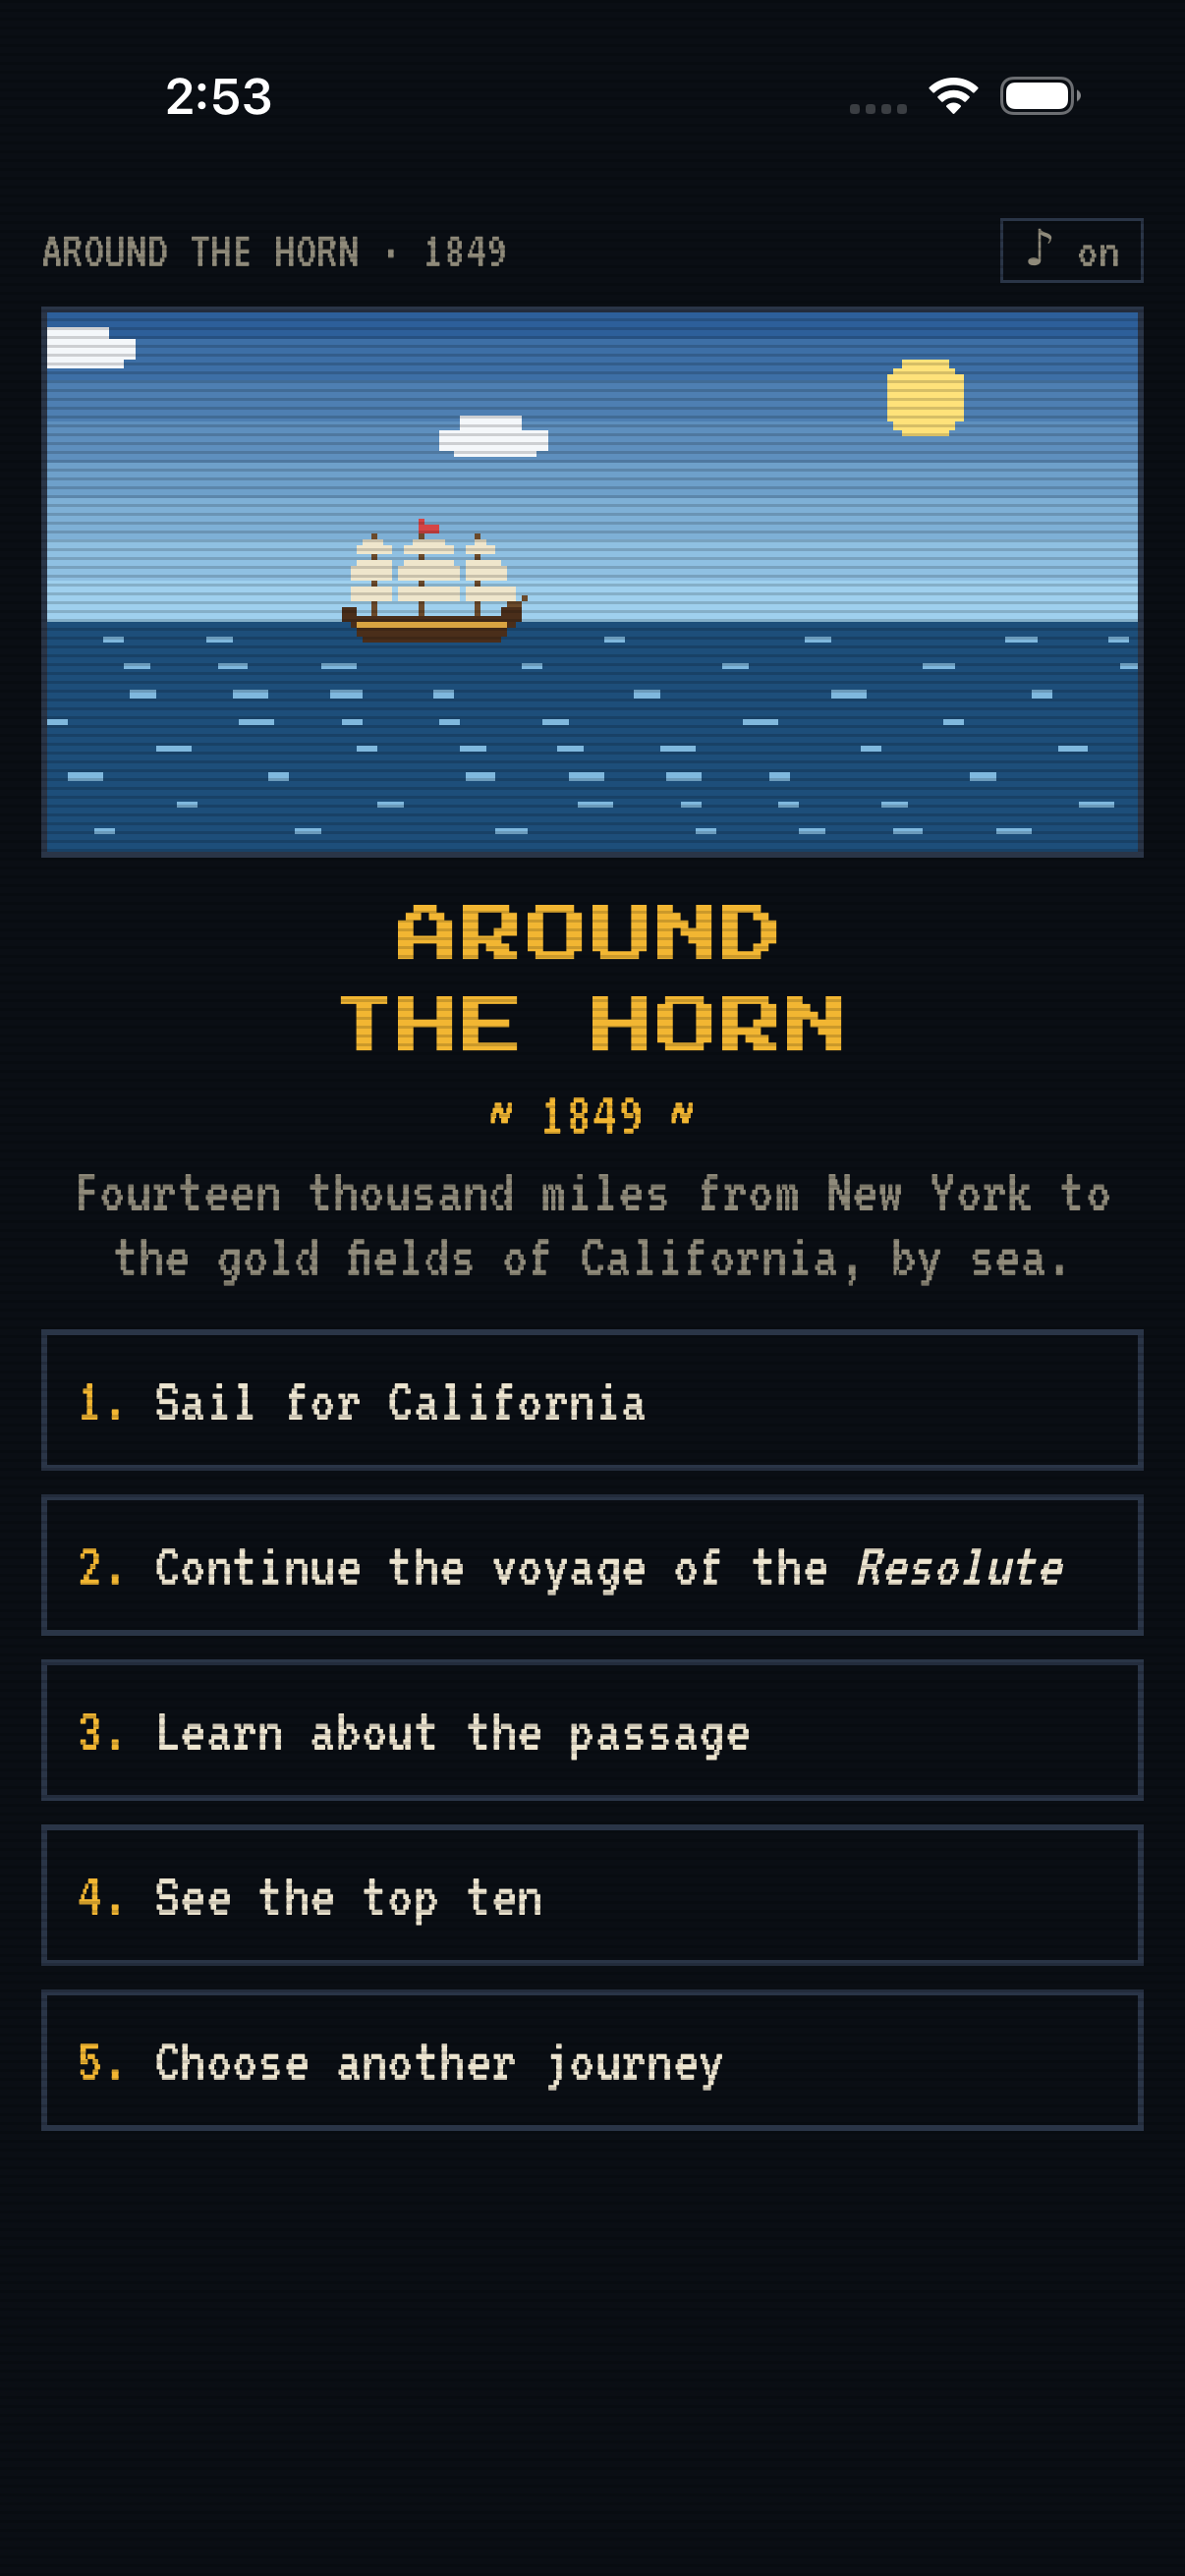 2:53
AROUND THE HORN · 1849
♪ on
AROUND
THE HORN
~ 1849 ~
Fourteen thousand miles from New York to
the gold fields of California, by sea.
1. Sail for California
2. Continue the voyage of the Resolute
3. Learn about the passage
4. See the top ten
5. Choose another journey